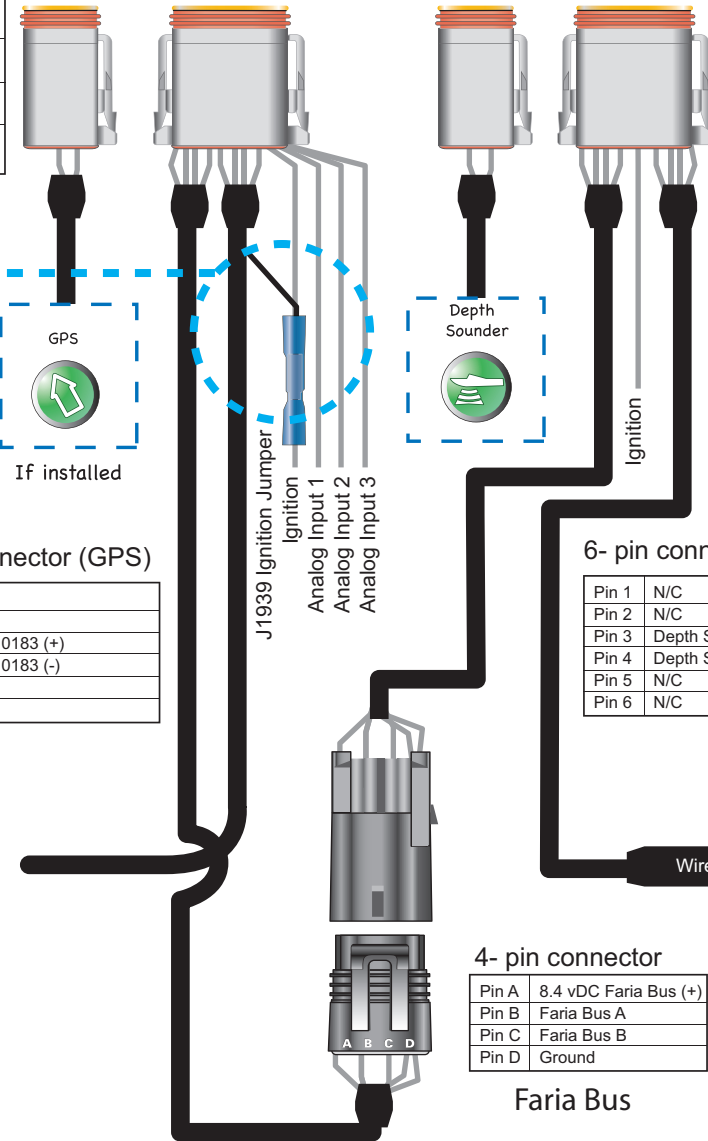 GPS
If installed
Depth
Sounder
J1939 Ignition Jumper
Ignition
Analog Input 1
Analog Input 2
Analog Input 3
Ignition
nector (GPS)
0183 (+)
0183 (-)
6- pin conn
Pin 1 N/C
Pin 2 N/C
Pin 3 Depth S
Pin 4 Depth S
Pin 5 N/C
Pin 6 N/C
Wire
A B C D
4- pin connector
Pin A 8.4 vDC Faria Bus (+)
Pin B Faria Bus A
Pin C Faria Bus B
Pin D Ground
Faria Bus